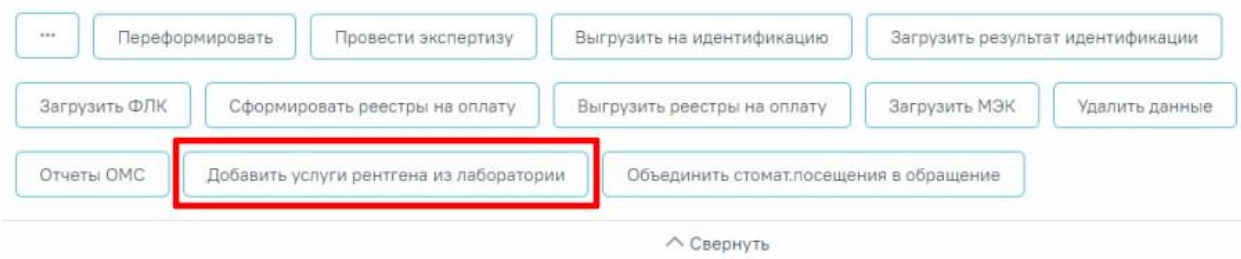 ... Переформировать Провести экспертизу Выгрузить на идентификацию Загрузить результат идентификации
Загрузить ФЛК Сформировать реестры на оплату Выгрузить реестры на оплату Загрузить МЭК Удалить данные
Отчеты ОМС Добавить услуги рентгена из лаборатории Объединить стомат.посещения в обращение
Свернуть